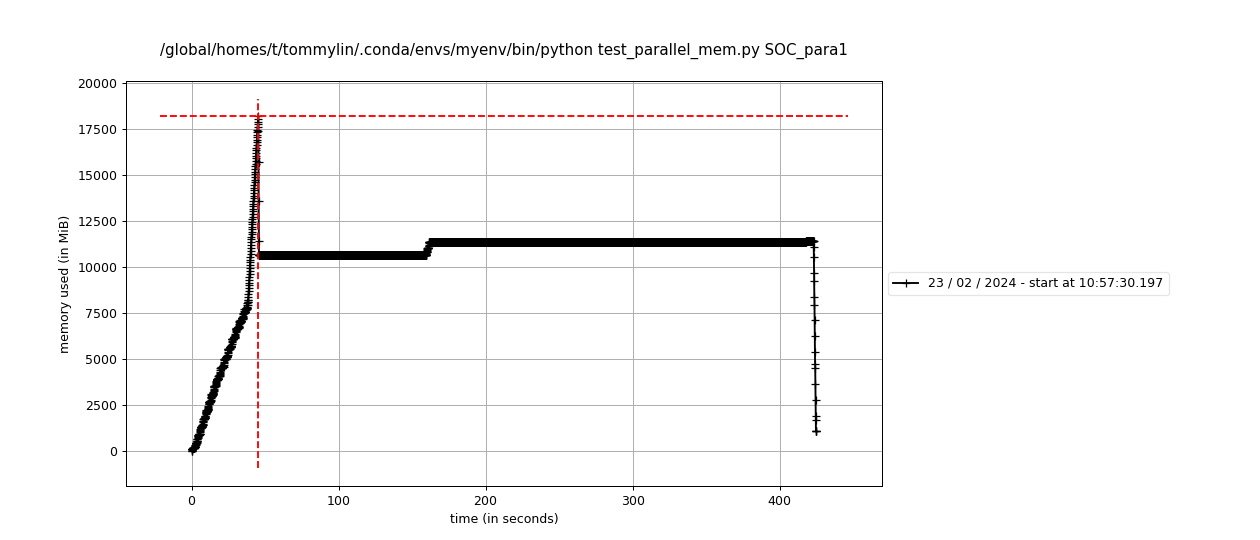 /global/homes/t/tommylin/.conda/envs/myenv/bin/python test_parallel_mem.py SOC_para1
20000
17500
15000
12500
10000
7500
5000
2500
0
memory used (in MiB)
0 100 200 300 400
time (in seconds)
23 / 02 / 2024 - start at 10:57:30.197